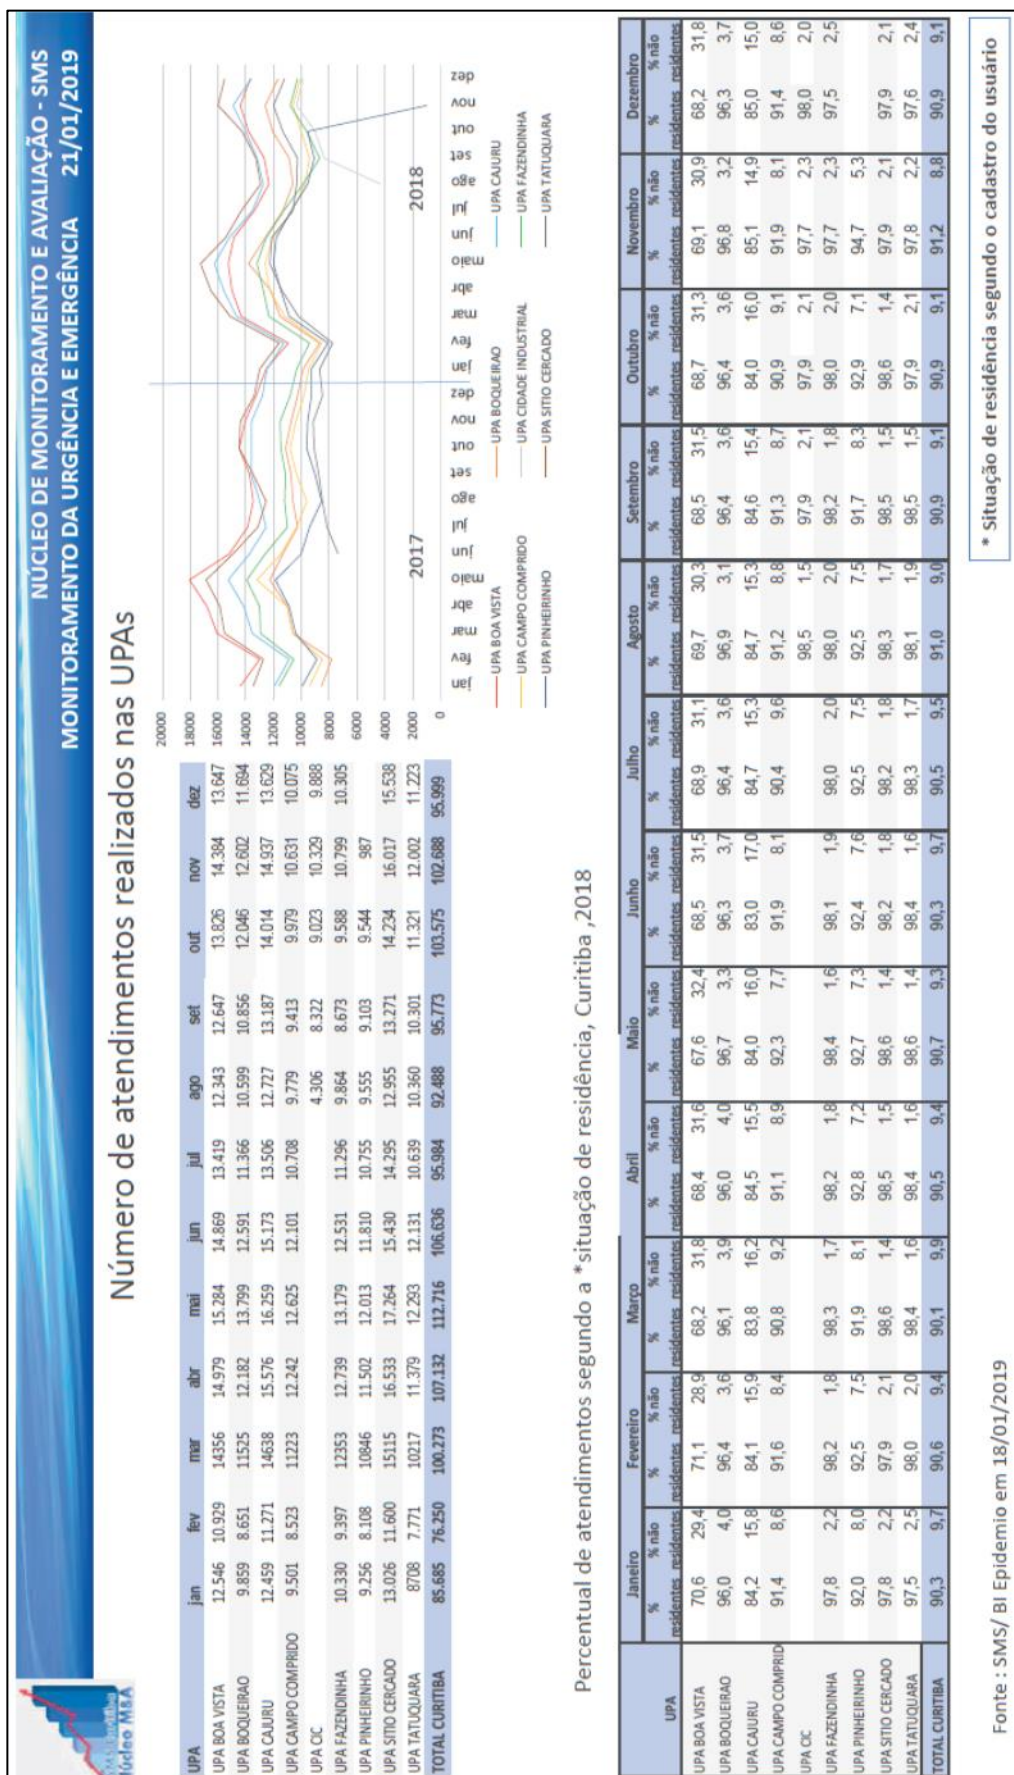 NÚCLEO DE MONITORAMENTO E AVALIAÇÃO - SMS
MONITORAMENTO DA URGÊNCIA E EMERGÊNCIA 21/01/2019
Núcleo M&A
Número de atendimentos realizados nas UPAs
UPA jan fev mar abr mai jun jul ago set out nov dez
UPA BOA VISTA 12.546 10.929 14356 14.979 15.284 14.869 13.419 12.343 12.647 13.826 14.384 13.647
UPA BOQUEIRAO 9.859 8.651 11525 12.182 13.799 12.591 11.366 10.599 10.856 12.046 12.602 11.694
UPA CAJURU 12.459 11.271 14638 15.576 16.259 15.173 13.506 12.727 13.187 14.014 14.937 13.629
UPA CAMPO COMPRIDO 9.501 8.523 11223 12.242 12.625 12.101 10.708 9.779 9.413 9.979 10.631 10.075
UPA CIC 4.306 8.322 9.023 10.329 9.888
UPA FAZENDINHA 10.330 9.397 12353 12.739 13.179 12.531 11.296 9.864 8.673 9.588 10.799 10.305
UPA PINHEIRINHO 9.256 8.108 10846 11.502 12.013 11.810 10.755 9.555 9.103 9.544 987
UPA SITIO CERCADO 13.026 11.600 15115 16.533 17.264 15.430 14.295 12.955 13.271 14.234 16.017 15.538
UPA TATUQUARA 8708 7.771 10217 11.379 12.293 12.131 10.639 10.360 10.301 11.321 12.002 11.223
TOTAL CURITIBA 85.685 76.250 100.273 107.132 112.716 106.636 95.984 92.488 95.773 103.575 102.688 95.999
20000
18000
16000
14000
12000
10000
8000
6000
4000
2000
0
jan fev mar abr maio jun jul ago set out nov dez jan fev mar abr maio jun jul ago set out nov dez
2017 2018
UPA BOA VISTA UPA BOQUEIRAO UPA CAJURU
UPA CAMPO COMPRIDO UPA CIDADE INDUSTRIAL UPA FAZENDINHA
UPA PINHEIRINHO UPA SITIO CERCADO UPA TATUQUARA
Percentual de atendimentos segundo a *situação de residência, Curitiba ,2018
UPA Janeiro Fevereiro Março Abril Maio Junho Julho Agosto Setembro Outubro Novembro Dezembro
% residentes % não residentes % residentes % não residentes % residentes % não residentes % residentes % não residentes % residentes % não residentes % residentes % não residentes % residentes % não residentes % residentes % não residentes % residentes % não residentes % residentes % não residentes % residentes % não residentes % residentes % não residentes
UPA BOA VISTA 70,6 29,4 71,1 28,9 68,2 31,8 68,4 31,6 67,6 32,4 68,5 31,5 68,9 31,1 69,7 30,3 68,5 31,5 68,7 31,3 69,1 30,9 68,2 31,8
UPA BOQUEIRAO 96,0 4,0 96,4 3,6 96,1 3,9 96,0 4,0 96,7 3,3 96,3 3,7 96,4 3,6 96,9 3,1 96,4 3,6 96,4 3,6 96,8 3,2 96,3 3,7
UPA CAJURU 84,2 15,8 84,1 15,9 83,8 16,2 84,5 15,5 84,0 16,0 83,0 17,0 84,7 15,3 84,7 15,3 84,6 15,4 84,0 16,0 85,1 14,9 85,0 15,0
UPA CAMPO COMPRID 91,4 8,6 91,6 8,4 90,8 9,2 91,1 8,9 92,3 7,7 91,9 8,1 90,4 9,6 91,2 8,8 91,3 8,7 90,9 9,1 91,9 8,1 91,4 8,6
UPA CIC 98,5 1,5 97,9 2,1 97,9 2,1 97,7 2,3 98,0 2,0
UPA FAZENDINHA 97,8 2,2 98,2 1,8 98,3 1,7 98,2 1,8 98,4 1,6 98,1 1,9 98,0 2,0 98,0 2,0 98,2 1,8 98,0 2,0 97,7 2,3 97,5 2,5
UPA PINHEIRINHO 92,0 8,0 92,5 7,5 91,9 8,1 92,8 7,2 92,7 7,3 92,4 7,6 92,5 7,5 92,5 7,5 91,7 8,3 92,9 7,1 94,7 5,3
UPA SITIO CERCADO 97,8 2,2 97,9 2,1 98,6 1,4 98,5 1,5 98,6 1,4 98,2 1,8 98,2 1,8 98,3 1,7 98,5 1,5 98,6 1,4 97,9 2,1 97,9 2,1
UPA TATUQUARA 97,5 2,5 98,0 2,0 98,4 1,6 98,4 1,6 98,6 1,4 98,4 1,6 98,3 1,7 98,1 1,9 98,5 1,5 97,9 2,1 97,8 2,2 97,6 2,4
TOTAL CURITIBA 90,3 9,7 90,6 9,4 90,1 9,9 90,5 9,4 90,7 9,3 90,3 9,7 90,5 9,5 91,0 9,0 90,9 9,1 90,9 9,1 91,2 8,8 90,9 9,1
Fonte : SMS/ BI Epidemio em 18/01/2019
* Situação de residência segundo o cadastro do usuário